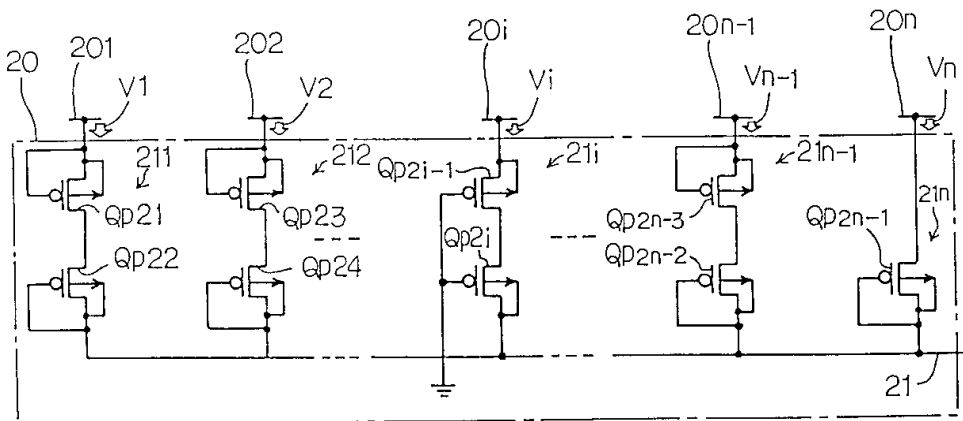 201
202
20i
20n-1
20n
20
V1
V2
Vi
Vn-1
Vn
211
212
Qp2i-1
21i
21n-1
Qp21
Qp23
Qp2n-3
Qp2n-1
21n
Qp22
Qp24
Qp2i
Qp2n-2
21